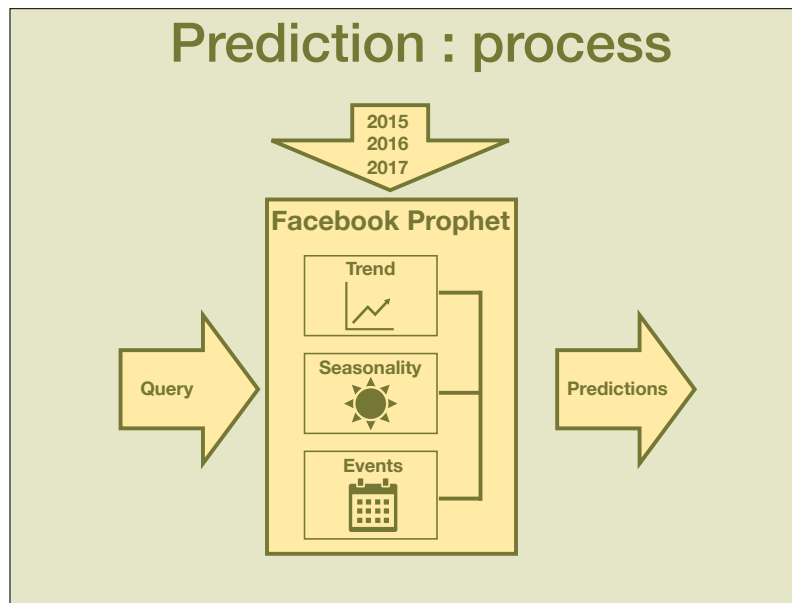 Prediction : process
2015
2016
2017
Facebook Prophet
Trend
Seasonality
Events
Query
Predictions